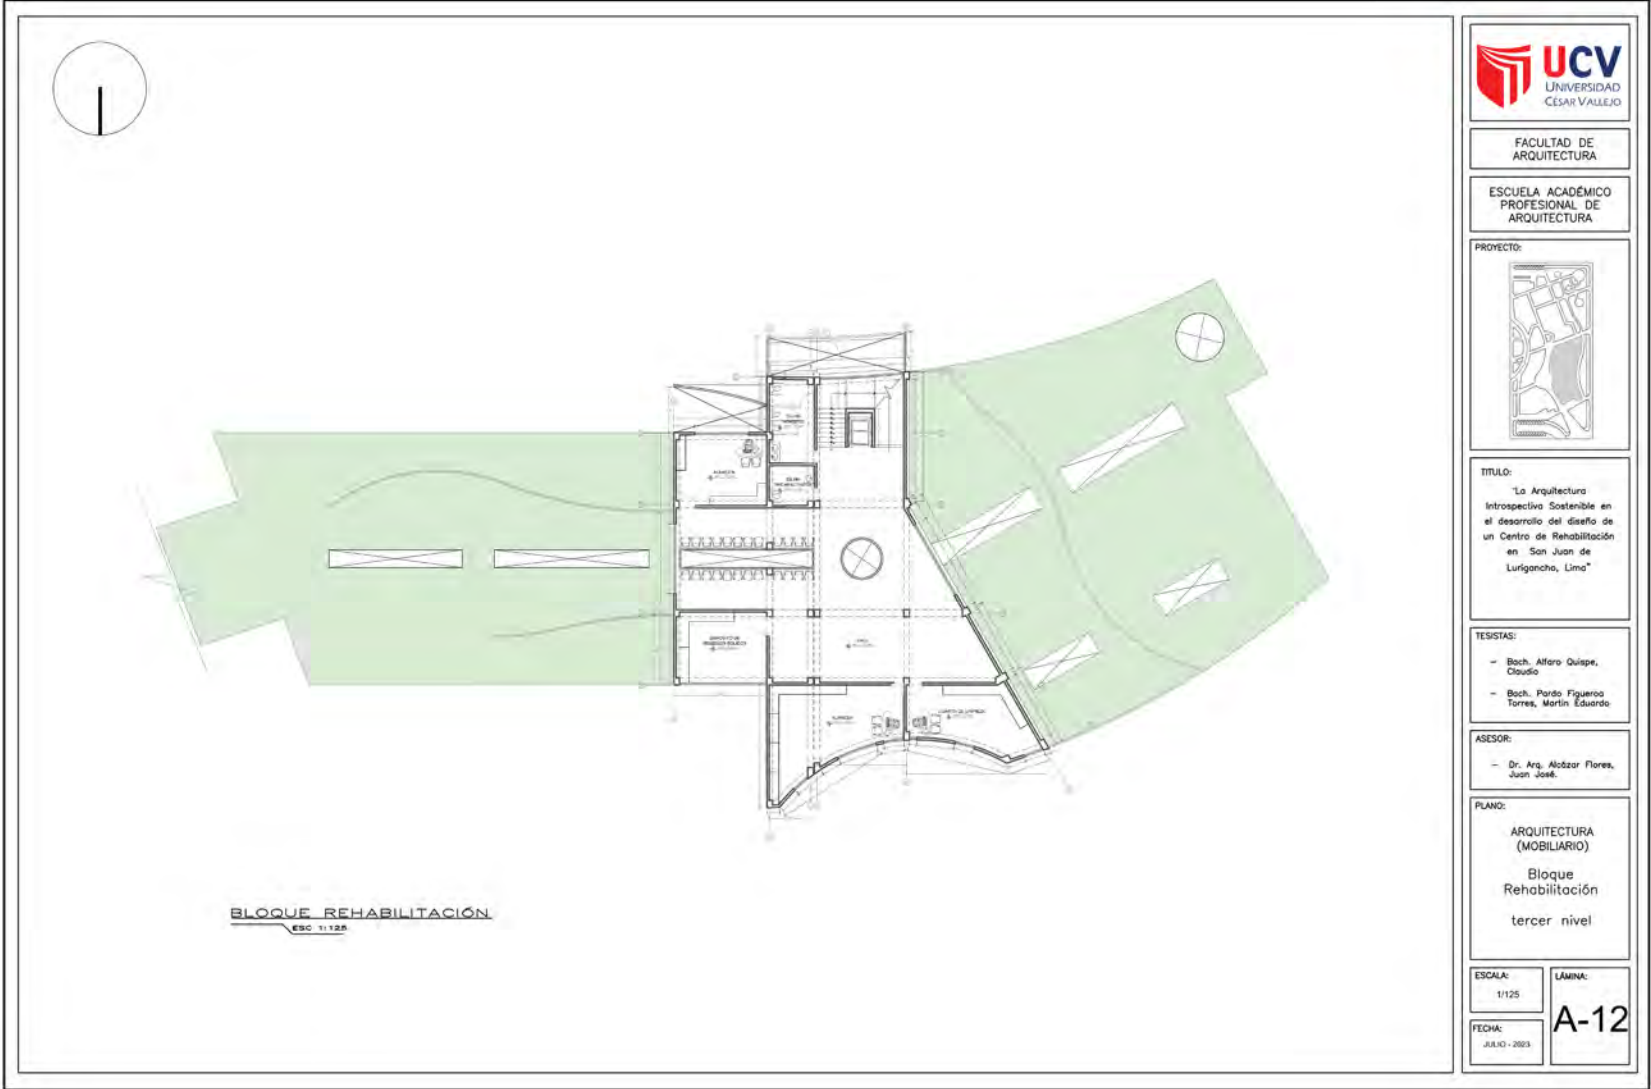 UCV
UNIVERSIDAD
CÉSAR VALLEJO
FACULTAD DE
ARQUITECTURA
ESCUELA ACADÉMICO
PROFESIONAL DE
ARQUITECTURA
PROYECTO:
TITULO:
"La Arquitectura
Introspectiva Sostenible en
el desarrollo del diseño de
un Centro de Rehabilitación
en San Juan de
Lurigancho, Lima"
TESISTAS:
- Bach. Alfaro Quispe,
Claudio
- Bach. Pardo Figueroa
Torres, Martin Eduardo
ASESOR:
- Dr. Arq. Alcázar Flores,
Juan José.
PLANO:
ARQUITECTURA
(MOBILIARIO)
Bloque
Rehabilitación
tercer nivel
ESCALA:
1/125
LÁMINA:
A-12
FECHA:
JULIO - 2023
BLOQUE REHABILITACIÓN
ESC 1:125